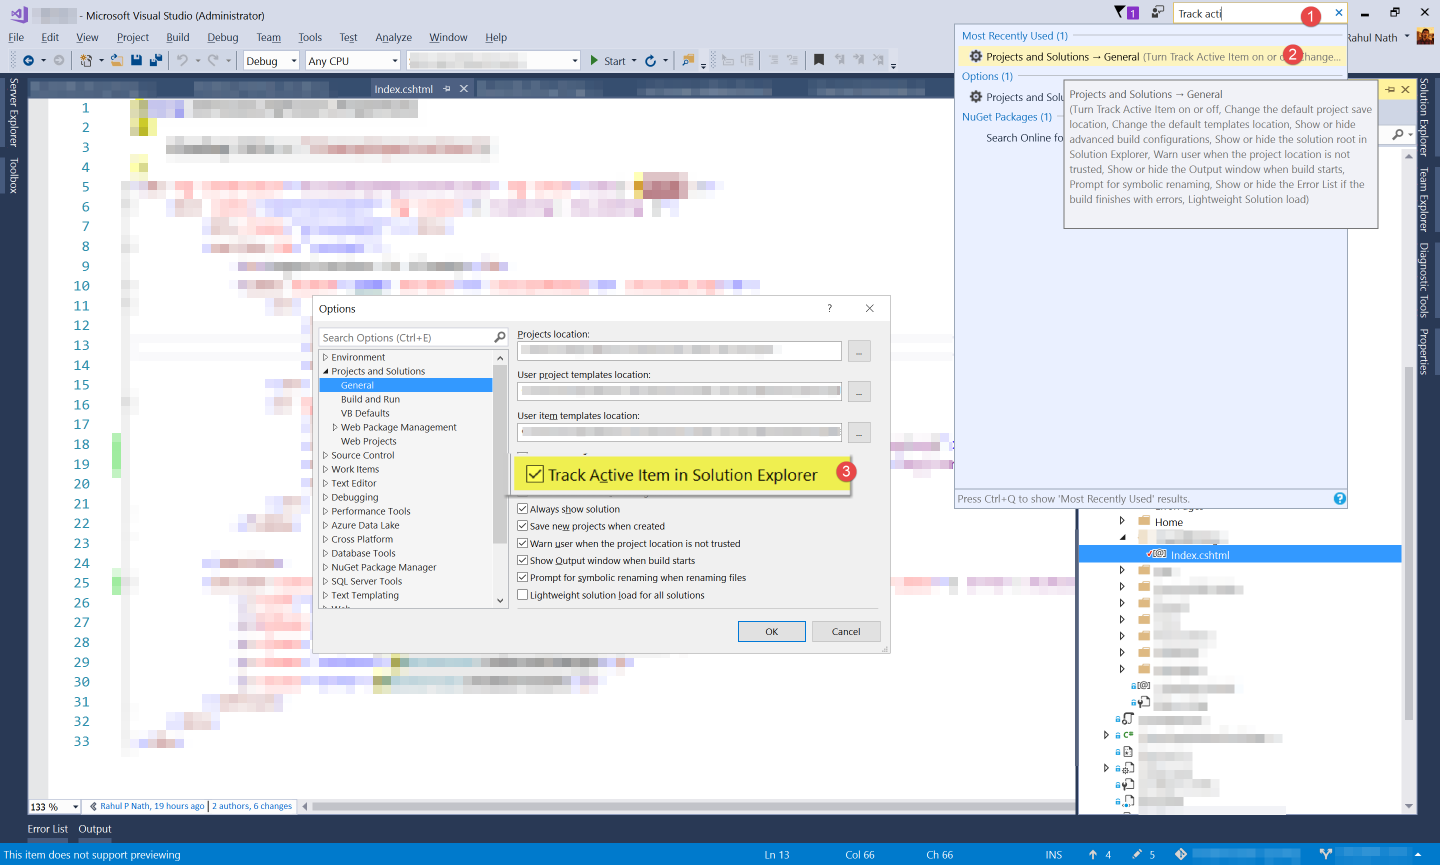 - Microsoft Visual Studio (Administrator)
1
Track acti
1
File Edit View Project Build Debug Team Tools Test Analyze Window Help
Rahul Nath
Debug
Any CPU
Start
Most Recently Used (1)
Projects and Solutions → General (Turn Track Active Item on or
2
Options (1)
Projects and Solu
NuGet Packages (1)
Search Online fo
Projects and Solutions → General
(Turn Track Active Item on or off, Change the default project save
location, Change the default templates location, Show or hide
advanced build configurations, Show or hide the solution root in
Solution Explorer, Warn user when the project location is not
trusted, Show or hide the Output window when build starts,
Prompt for symbolic renaming, Show or hide the Error List if the
build finishes with errors, Lightweight Solution load)
Press Ctrl+Q to show 'Most Recently Used' results.
Server Explorer
Toolbox
Index.cshtml
1
2
3
4
5
6
7
8
9
10
11
12
13
14
15
16
17
18
19
20
21
22
23
24
25
26
27
28
29
30
31
32
33
Options
Search Options (Ctrl+E)
Environment
Projects and Solutions
General
Build and Run
VB Defaults
Web Package Management
Web Projects
Source Control
Work Items
Text Editor
Debugging
Performance Tools
Azure Data Lake
Cross Platform
Database Tools
NuGet Package Manager
SQL Server Tools
Text Templating
Projects location:
...
User project templates location:
...
User item templates location:
...
Track Active Item in Solution Explorer
3
Always show solution
Save new projects when created
Warn user when the project location is not trusted
Show Output window when build starts
Prompt for symbolic renaming when renaming files
Lightweight solution load for all solutions
OK Cancel
Home
Index.cshtml
Solution Explorer
Team Explorer
Diagnostic Tools
Properties
133 %
Rahul P Nath, 19 hours ago | 2 authors, 6 changes
Error List Output
This item does not support previewing
Ln 13 Col 66 Ch 66 INS 4 5